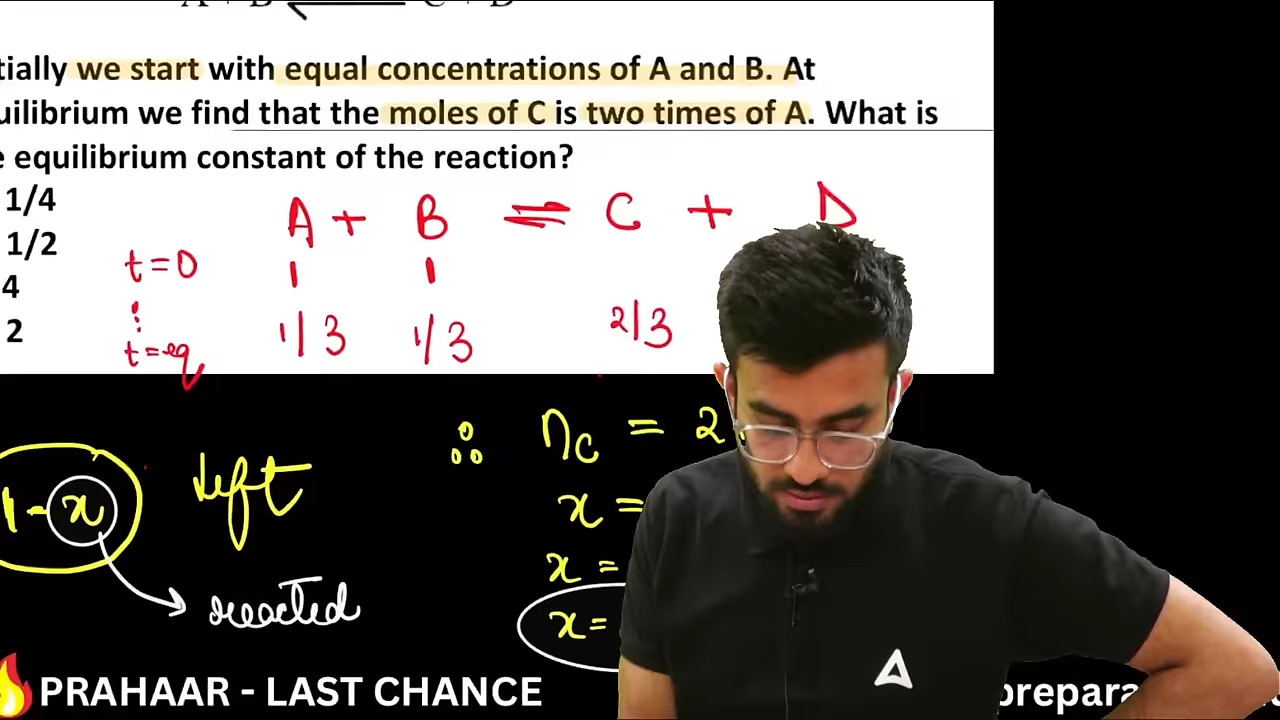 A + B ⇌ C + D
tially we start with equal concentrations of A and B. At
uilibrium we find that the moles of C is two times of A. What is
e equilibrium constant of the reaction?
1/4
1/2
4
2
A + B ⇌ C + D
t=0 1 1
t=eq 1/3 1/3 2/3
∴ nC = 2
x =
x =
x =
1-x left
reacted
PRAHAAR - LAST CHANCE
prepara